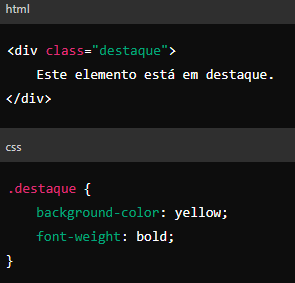 html
<div class="destaque">
    Este elemento está em destaque.
</div>
css
.destaque {
    background-color: yellow;
    font-weight: bold;
}